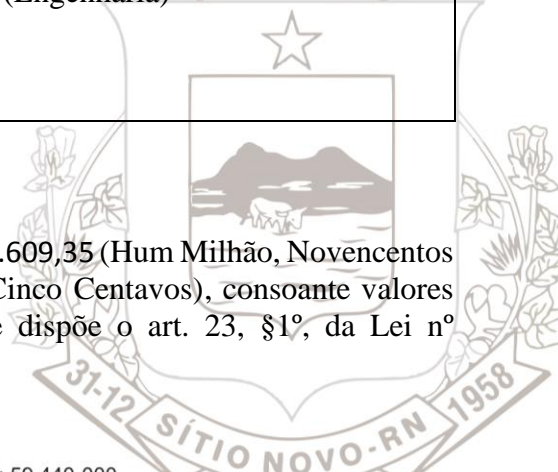 (Engenharia)
.609,35 (Hum Milhão, Novencentos
Cinco Centavos), consoante valores
dispõe o art. 23, §1º, da Lei nº
31-12 SÍTIO NOVO-RN 1958
59.440-000